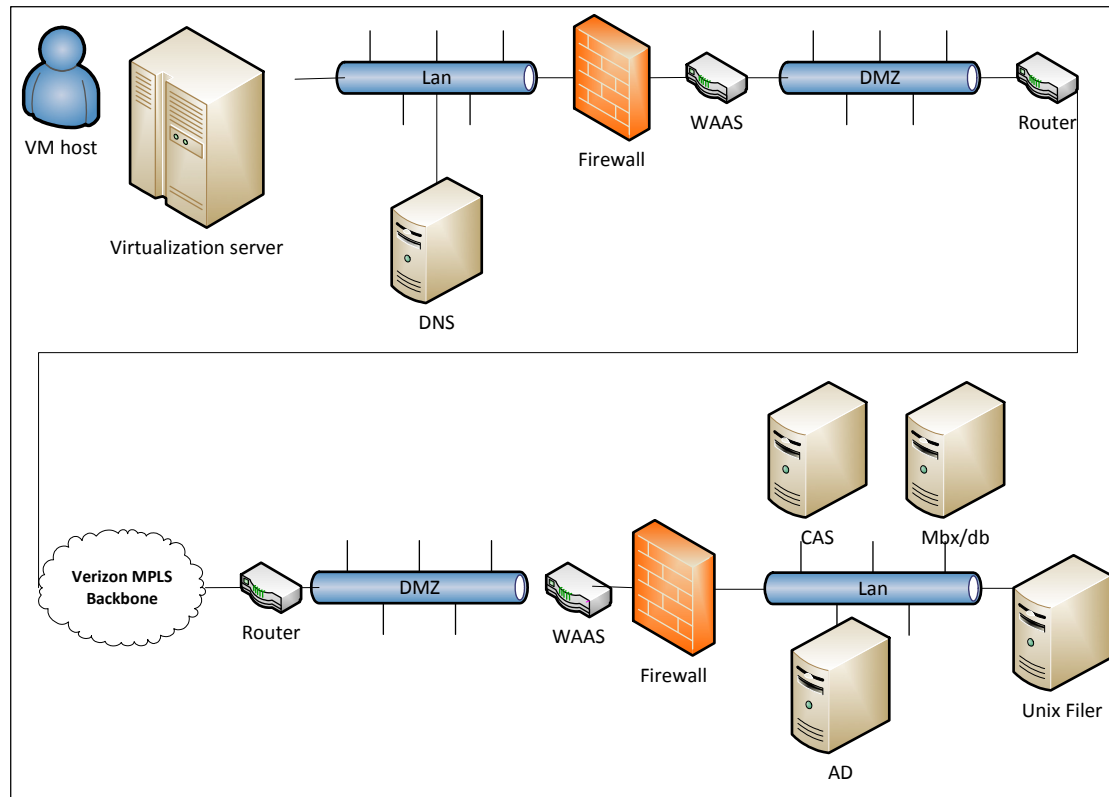 Lan
DMZ
WAAS
Router
VM host
Firewall
Virtualization server
DNS
CAS
Mbx/db
Verizon MPLS
Backbone
DMZ
Lan
Router
WAAS
Firewall
Unix Filer
AD